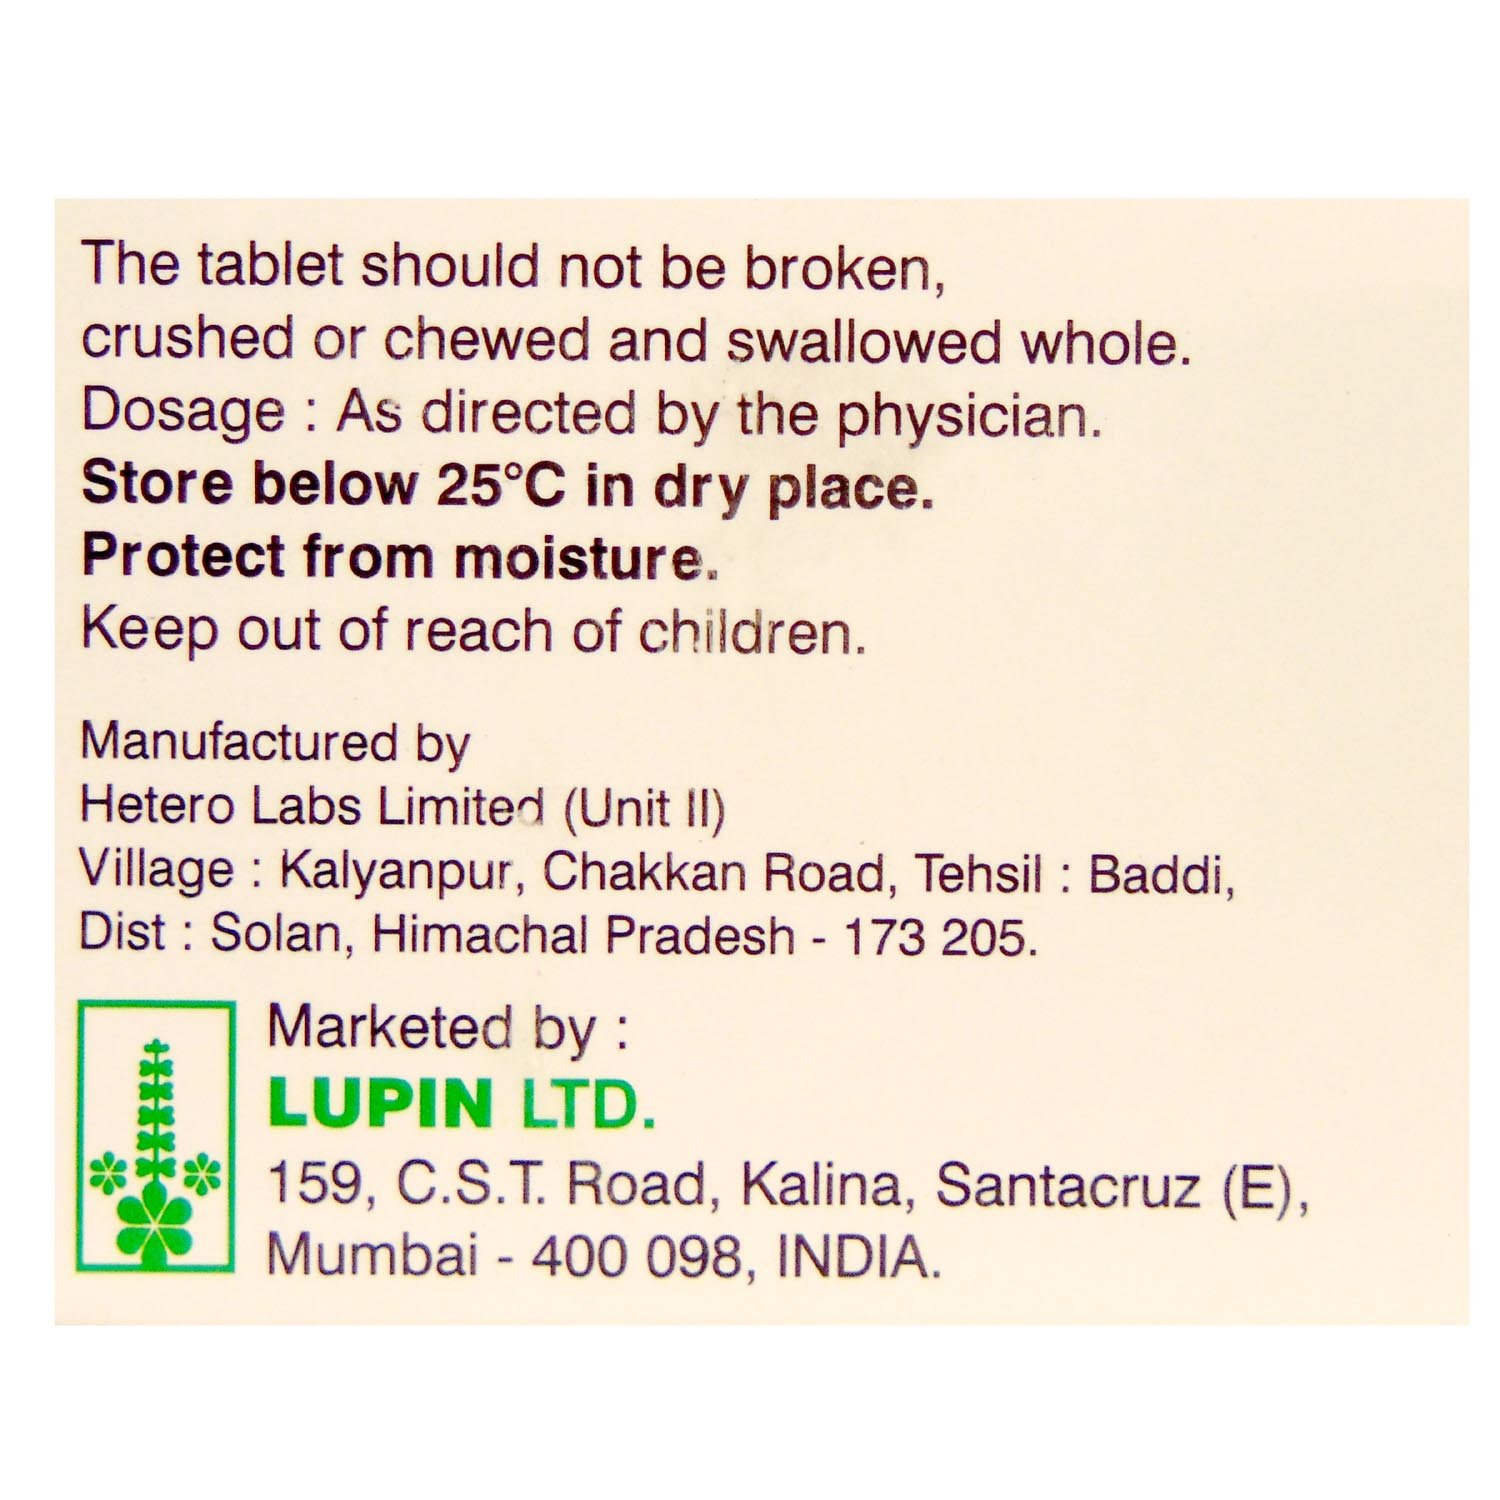 The tablet should not be broken,
crushed or chewed and swallowed whole.
Dosage : As directed by the physician.
Store below 25°C in dry place.
Protect from moisture.
Keep out of reach of children.
Manufactured by
Hetero Labs Limited (Unit II)
Village : Kalyanpur, Chakkan Road, Tehsil : Baddi,
Dist : Solan, Himachal Pradesh - 173 205.
Marketed by :
LUPIN LTD.
159, C.S.T. Road, Kalina, Santacruz (E),
Mumbai - 400 098, INDIA.